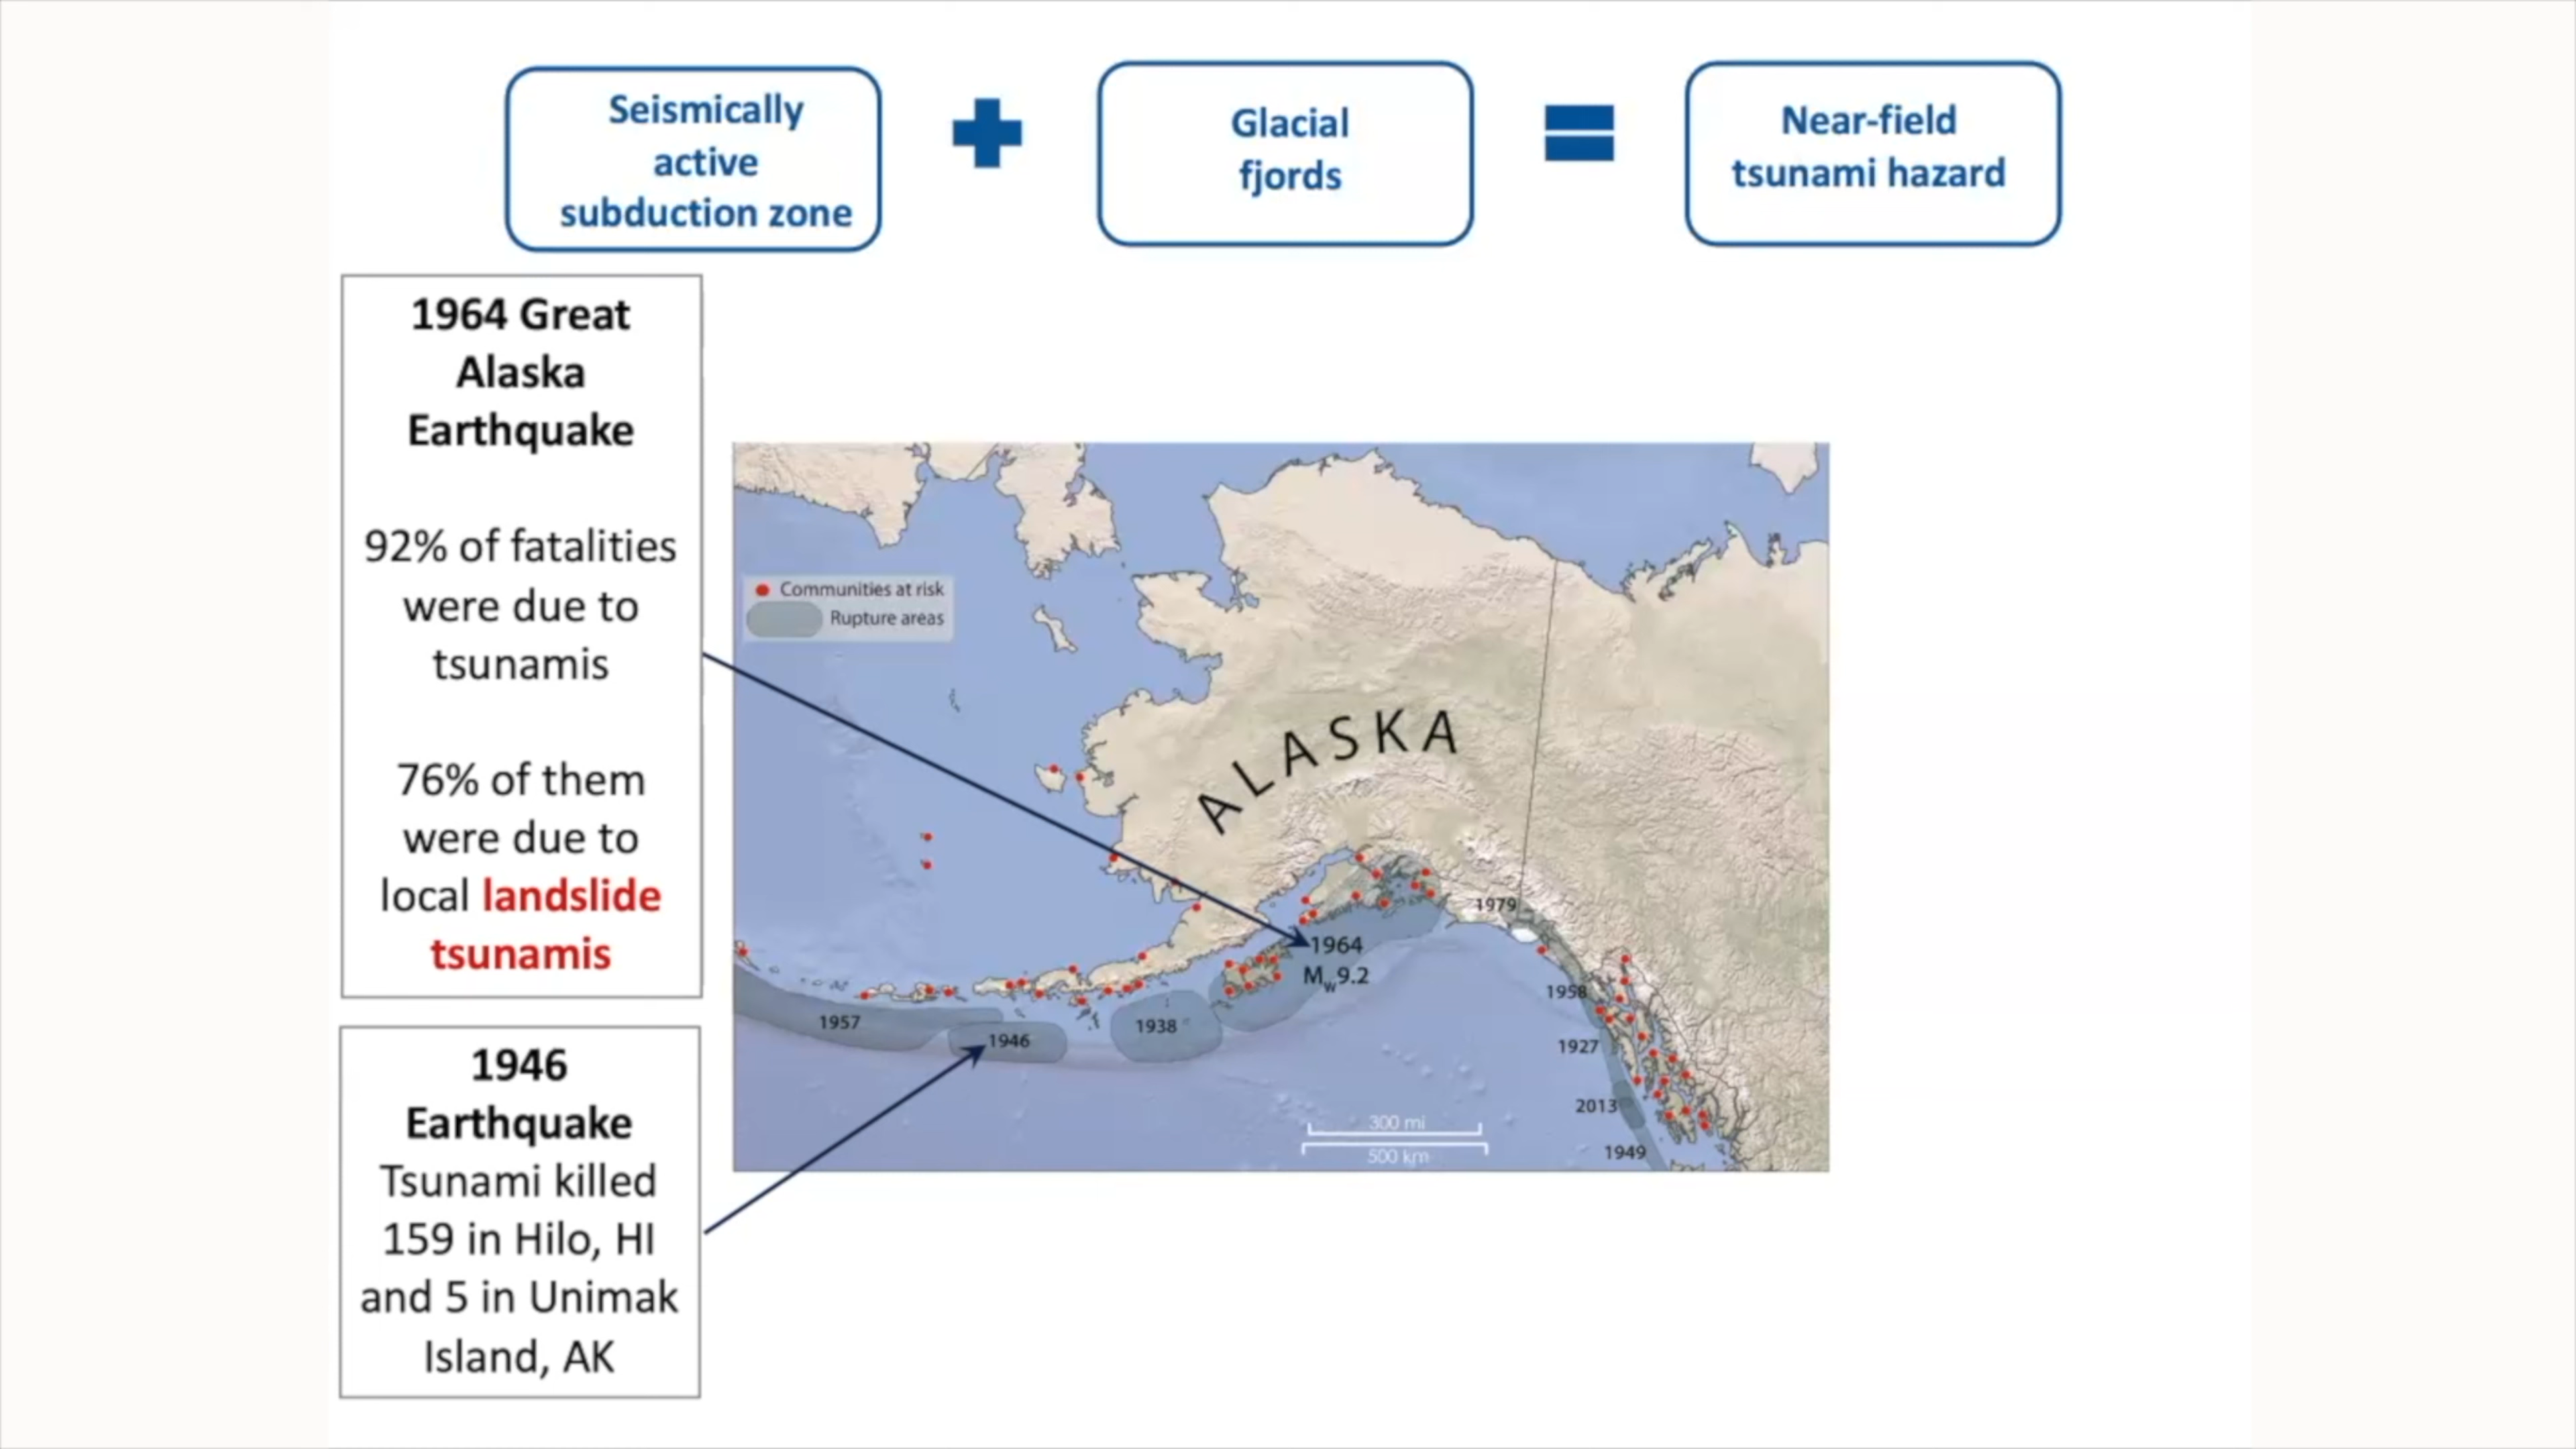 Seismically
active
subduction zone
Glacial
fjords
Near-field
tsunami hazard
1964 Great
Alaska
Earthquake
92% of fatalities
were due to
tsunamis
76% of them
were due to
local landslide
tsunamis
1946
Earthquake
Tsunami killed
159 in Hilo, HI
and 5 in Unimak
Island, AK
Communities at risk
Rupture areas
ALASKA
1979
1964
Mw9.2
1958
1957
1938
1946
1927
2013
1949
300 mi
500 km